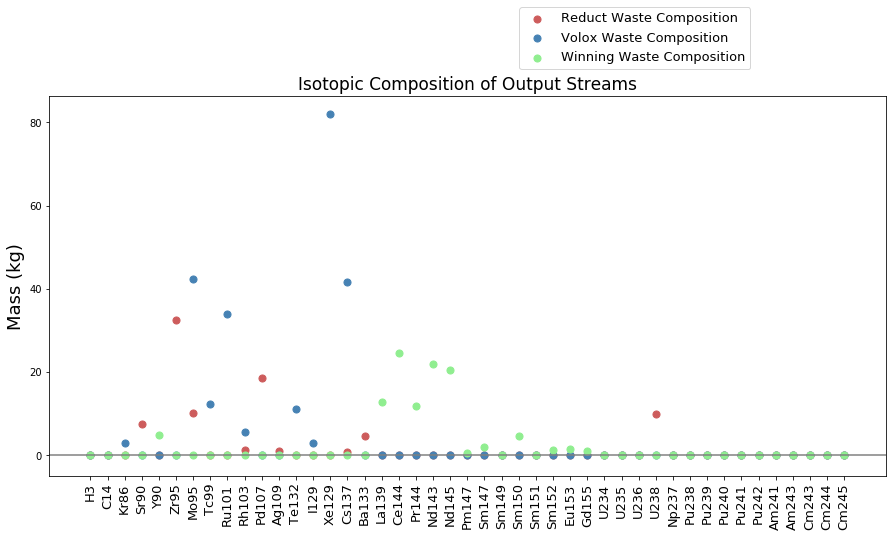 Reduct Waste Composition
Volox Waste Composition
Winning Waste Composition
Isotopic Composition of Output Streams
Mass (kg)
80
60
40
20
0
H3
C14
Kr86
Sr90
Y90
Zr95
Mo95
Tc99
Ru101
Rh103
Pd107
Ag109
Te132
I129
Xe129
Cs137
Ba133
La139
Ce144
Pr144
Nd143
Nd145
Pm147
Sm147
Sm149
Sm150
Sm151
Sm152
Eu153
Gd155
U234
U235
U236
U238
Np237
Pu238
Pu239
Pu240
Pu241
Pu242
Am241
Am243
Cm243
Cm244
Cm245